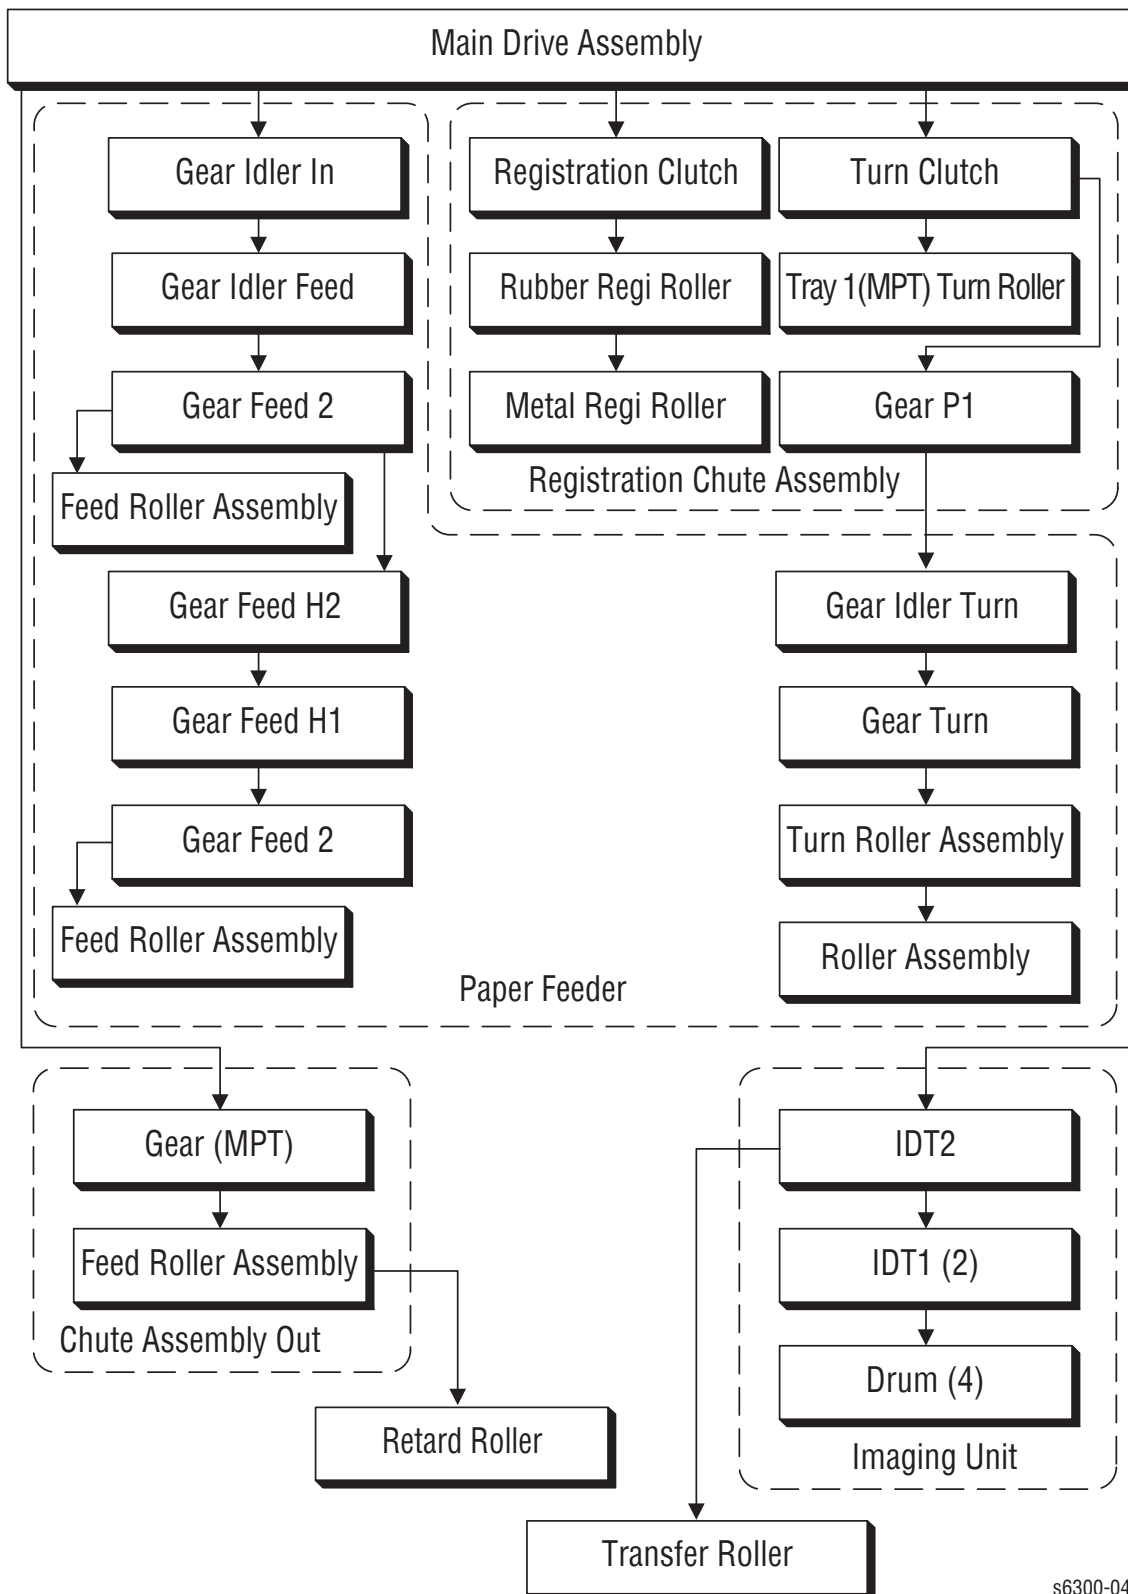 Main Drive Assembly
Gear Idler In
Registration Clutch
Turn Clutch
Gear Idler Feed
Rubber Regi Roller
Tray 1(MPT) Turn Roller
Gear Feed 2
Metal Regi Roller
Gear P1
Registration Chute Assembly
Feed Roller Assembly
Gear Feed H2
Gear Idler Turn
Gear Feed H1
Gear Turn
Gear Feed 2
Turn Roller Assembly
Feed Roller Assembly
Roller Assembly
Paper Feeder
Gear (MPT)
IDT2
Feed Roller Assembly
IDT1 (2)
Chute Assembly Out
Drum (4)
Retard Roller
Imaging Unit
Transfer Roller
s6300-04